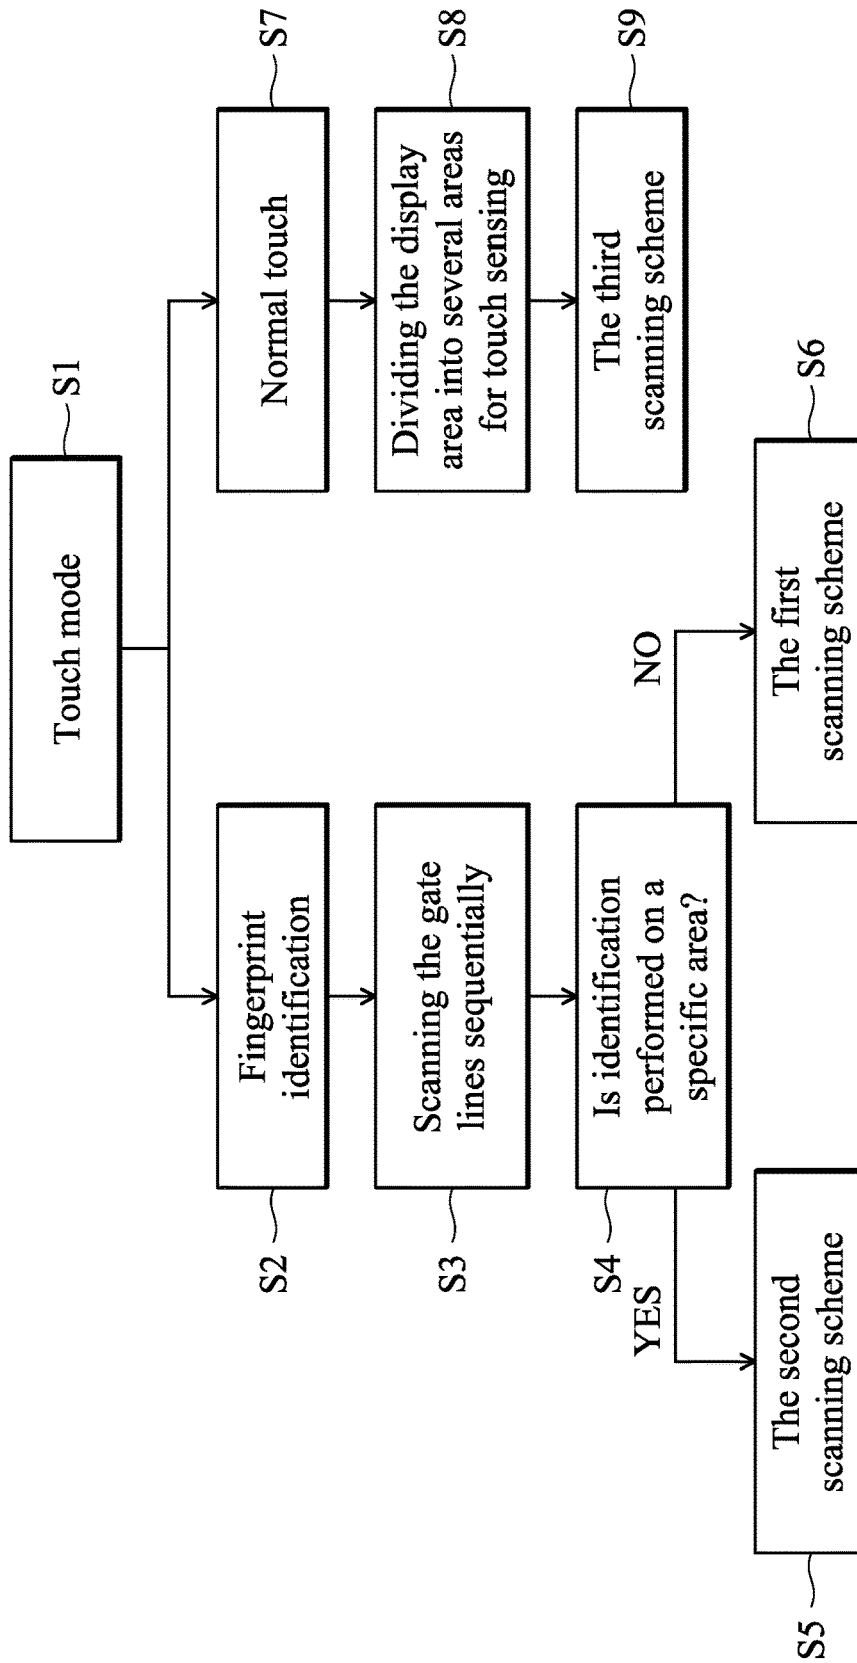 Touch mode
S1
Fingerprint
identification
S2
Normal touch
S7
Scanning the gate
lines sequentially
S3
Dividing the display
area into several areas
for touch sensing
S8
Is identification
performed on a
specific area?
S4
The third
scanning scheme
S9
YES
NO
The second
scanning scheme
S5
The first
scanning scheme
S6